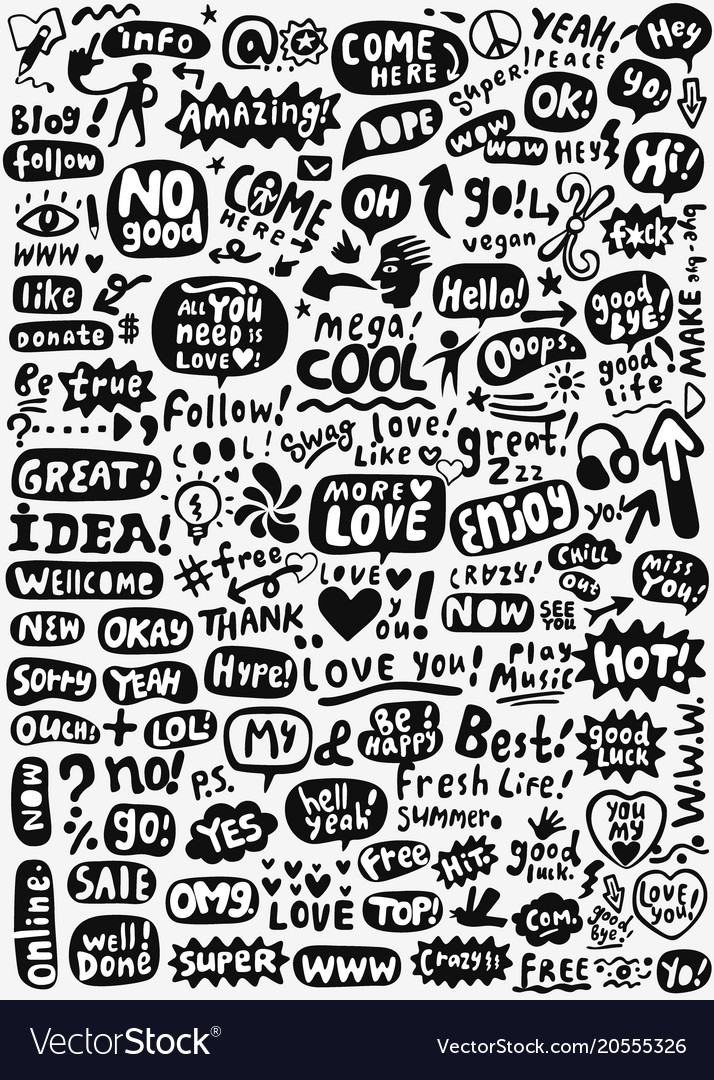 info
@
COME
HERE
YEAH!
PEACE
Hey
Super!
OK!
yo!
Blog!
AMAZING!
DOPE
WOW
WOW
HEY
Hi!
follow
NO
good
COME
HERE
OH
go!
vegan
f*ck
bye-bye
WWW
like
ALL YOU
need is
LOVE!
Hello!
good
BYE!
MAKE
donate $
mega!
COOL
Ooops.
good
Life
Be true
Follow!
?
COOL!
Swag
Love!
Like
great!
Zzz
GREAT!
MORE
LOVE
enjoy
yo!
iDEA!
#free
CHILL
out
miss
You!
WELLCOME
LOVE
y
ou!
CRAZY!
NOW
SEE
YOU
NEW
OKAY
THANK
Sorry
YEAH
Hype!
LOVE YOU!
PLAY
Music
HOT!
OUCH!
+
LOL!
My
&
Be!
HAPPY
Best!
good
LUCK
W.W.W.
NOW
?
no!
P.S.
Fresh Life!
%
go!
YES
hell
yeah!
Summer.
YOU
MY
Online.
SALE
OMG.
LOVE
Free
HiT.
good
luck.
TOP!
COM.
good
bye!
LOVE
you!
well!
DONE
SUPER
WWW
Crazy
FREE
Yo!
VectorStock®
VectorStock.com/20555326